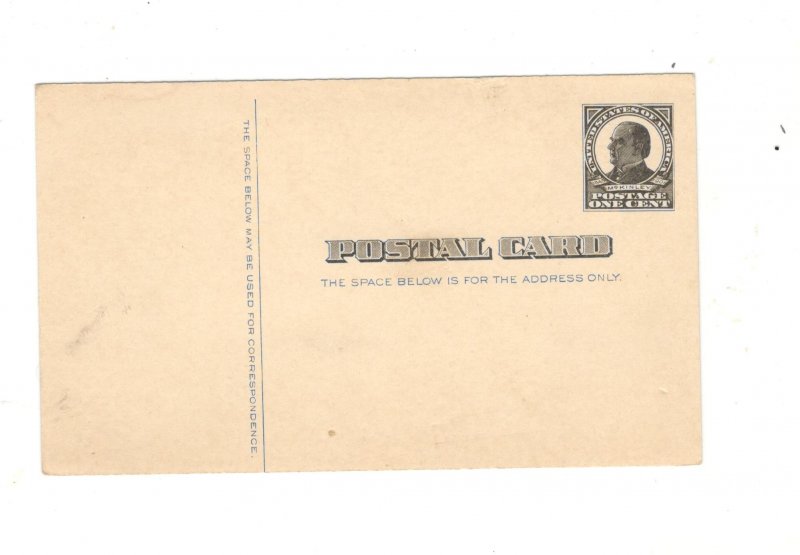 THE SPACE BELOW MAY BE USED FOR CORRESPONDENCE.
UNITED STATES OF AMERICA
McKINLEY
POSTAGE
ONE CENT
POSTAL CARD
THE SPACE BELOW IS FOR THE ADDRESS ONLY.